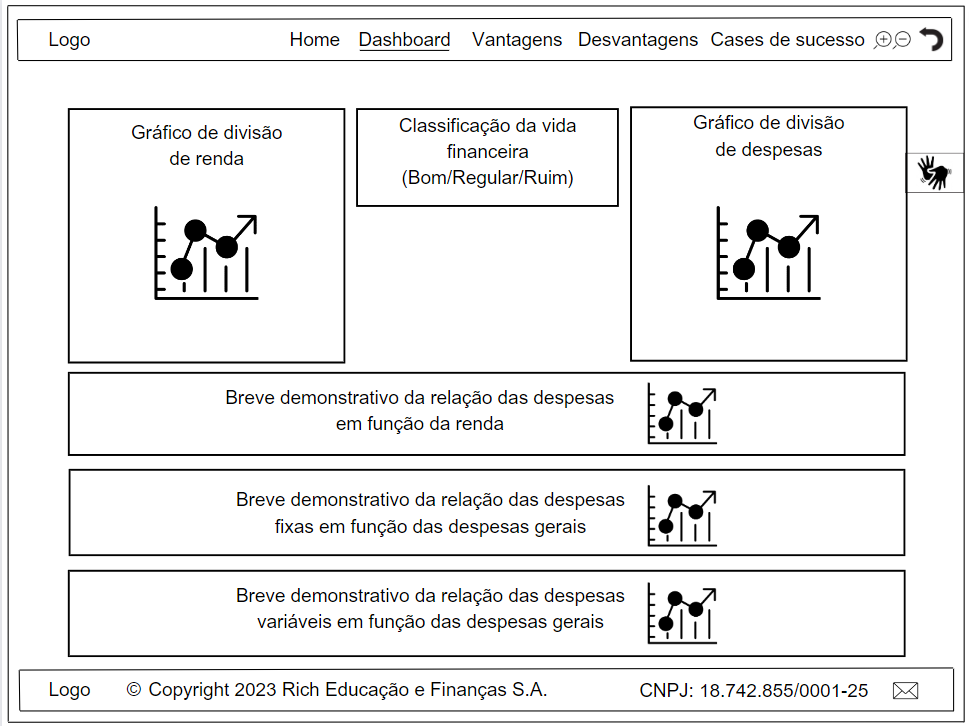 Logo Home Dashboard Vantagens Desvantagens Cases de sucesso
Gráfico de divisão
de renda
Classificação da vida
financeira
(Bom/Regular/Ruim)
Gráfico de divisão
de despesas
Breve demonstrativo da relação das despesas
em função da renda
Breve demonstrativo da relação das despesas
fixas em função das despesas gerais
Breve demonstrativo da relação das despesas
variáveis em função das despesas gerais
Logo © Copyright 2023 Rich Educação e Finanças S.A. CNPJ: 18.742.855/0001-25